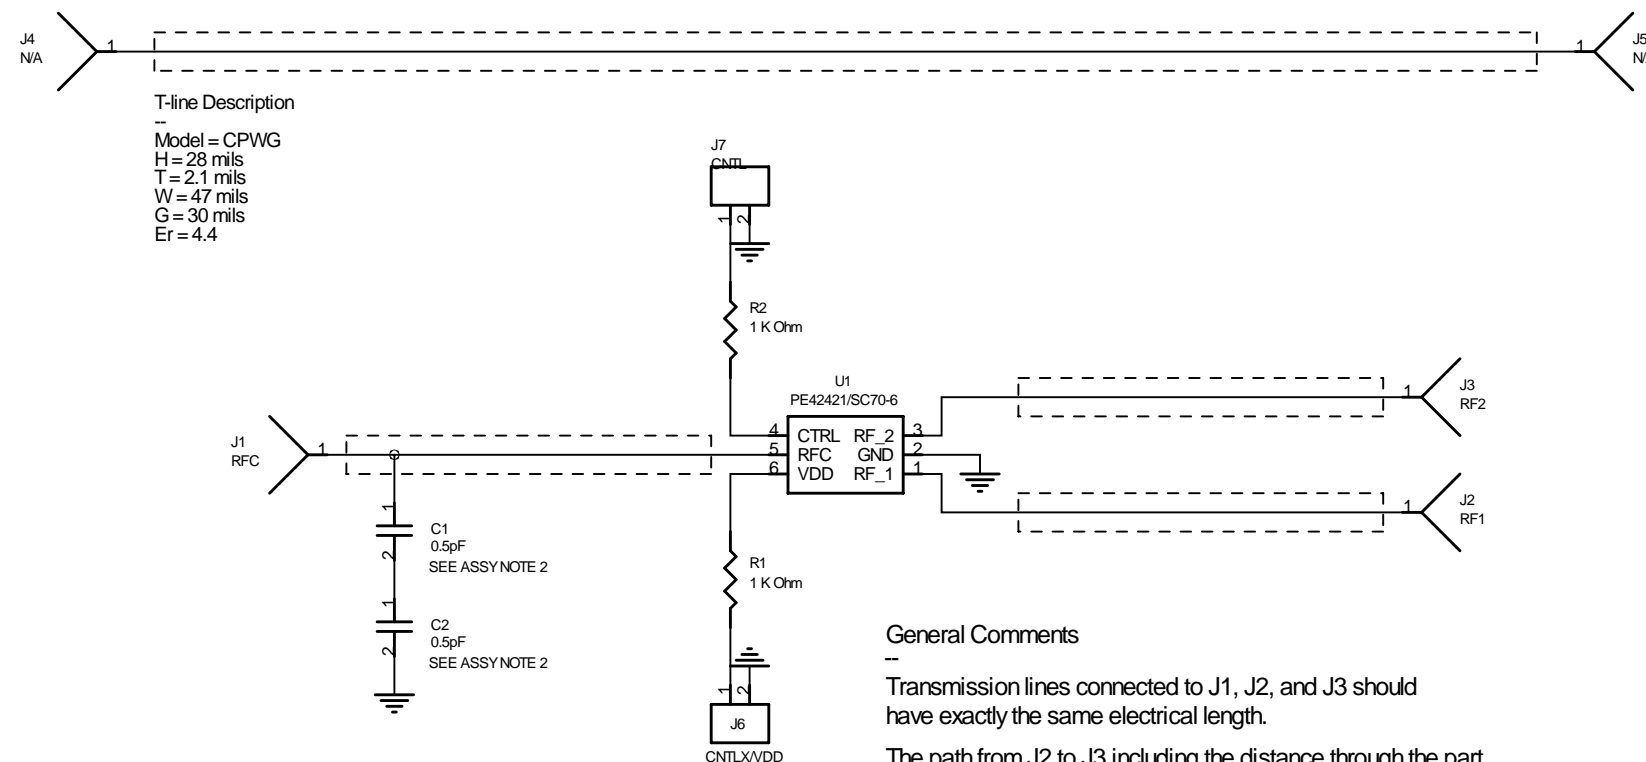 J4
N/A
1
1
J5
T-line Description
--
Model = CPWG
H = 28 mils
T = 2.1 mils
W = 47 mils
G = 30 mils
Er = 4.4
J7
CNTL
1
2
R2
1 K Ohm
U1
PE42421/SC70-6
J1
RFC
1
4
CTRL
RF_2
3
5
RFC
GND
2
6
VDD
RF_1
1
1
J3
RF2
1
J2
RF1
1
C1
0.5pF
SEE ASSY NOTE 2
2
1
C2
0.5pF
SEE ASSY NOTE 2
2
R1
1 K Ohm
1
2
J6
CNTLX/VDD
General Comments
--
Transmission lines connected to J1, J2, and J3 should
have exactly the same electrical length.
The path from J2 to J3 including the distance through the part